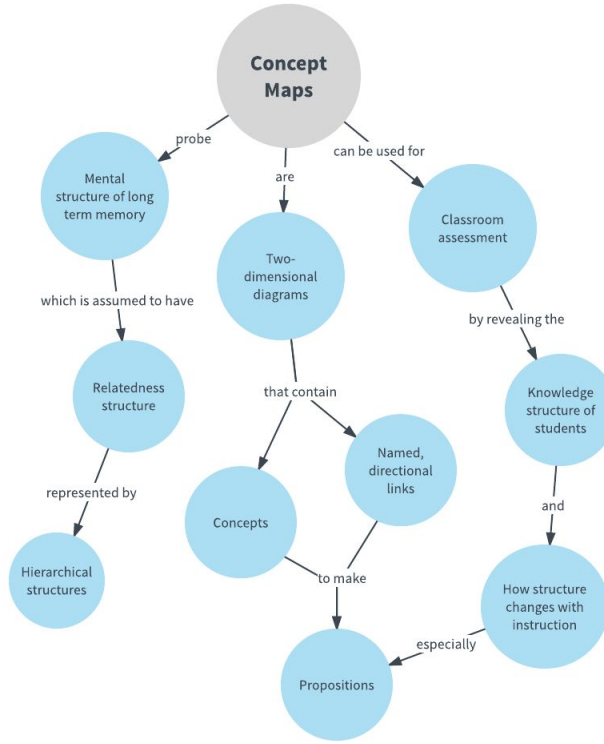 Concept
Maps
probe
can be used for
are
Mental
structure of long
term memory
Classroom
assessment
Two-
dimensional
diagrams
which is assumed to have
by revealing the
Relatedness
structure
that contain
Knowledge
structure of
students
Named,
directional
links
represented by
Concepts
and
Hierarchical
structures
to make
How structure
changes with
instruction
especially
Propositions